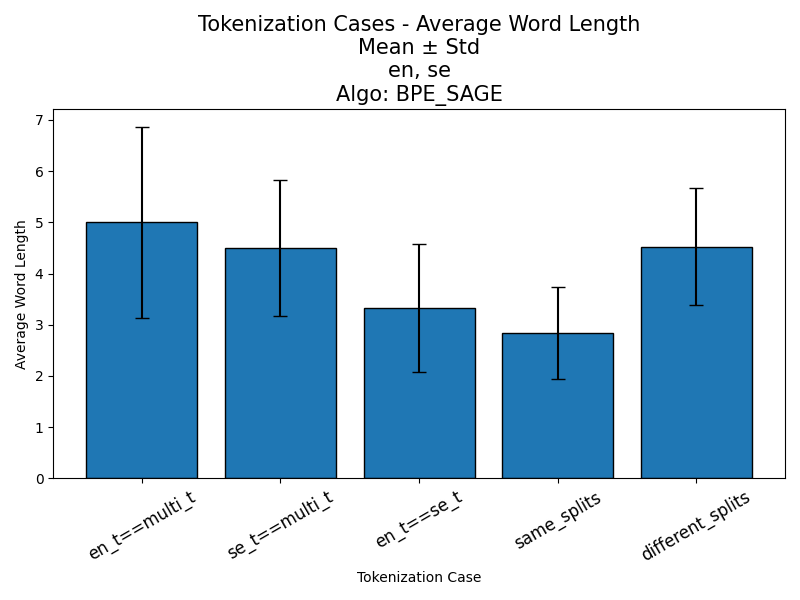 Tokenization Cases - Average Word Length
Mean ± Std
en, se
Algo: BPE_SAGE
Average Word Length
7
6
5
4
3
2
1
0
en_t==multi_t
se_t==multi_t
en_t==se_t
same_splits
different_splits
Tokenization Case